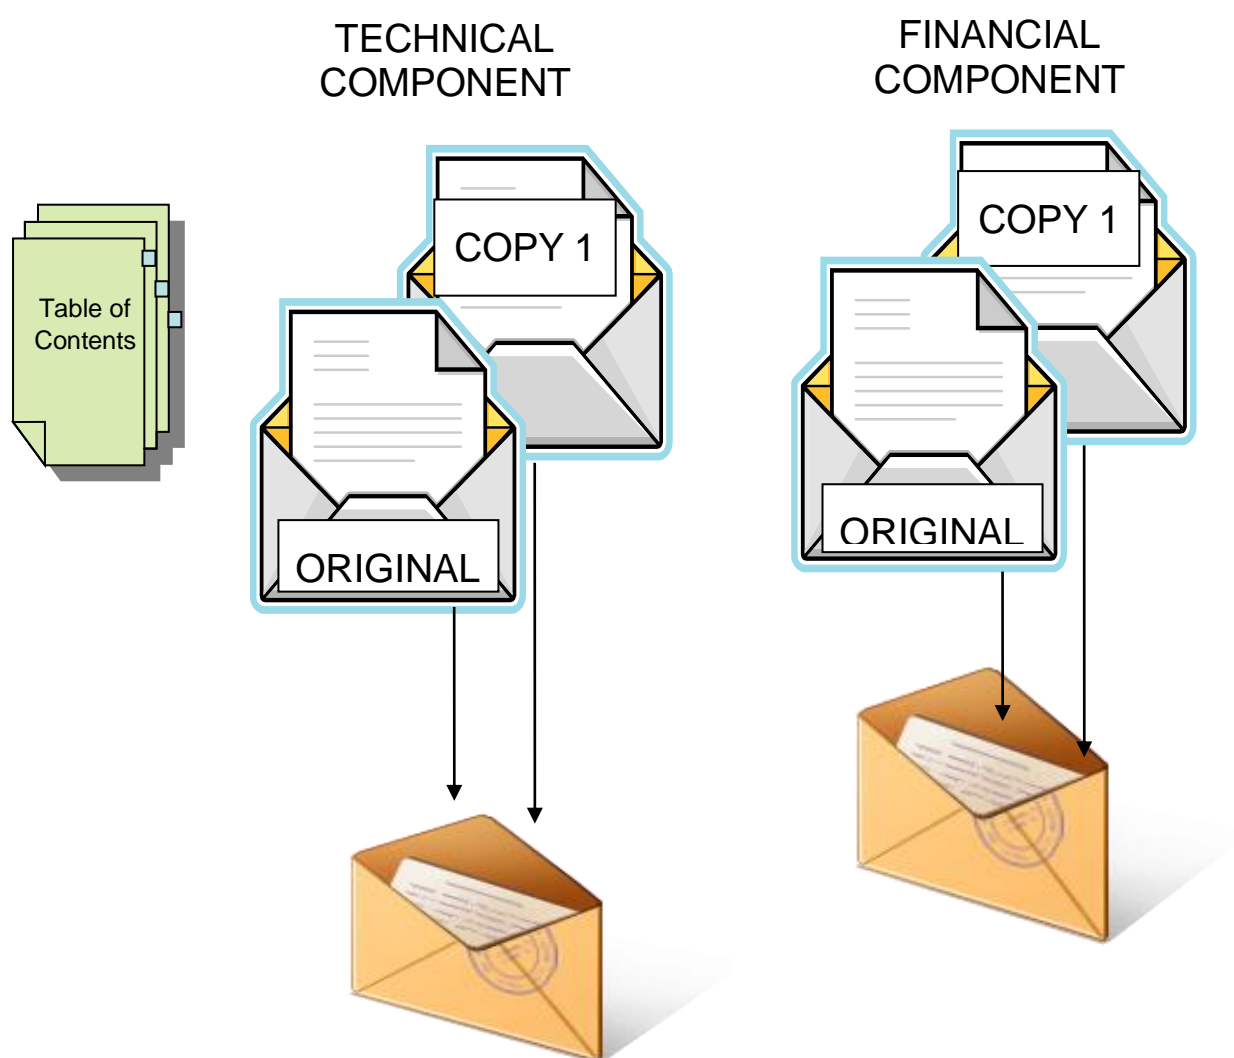 TECHNICAL
COMPONENT
FINANCIAL
COMPONENT
Table of
Contents
COPY 1
ORIGINAL
COPY 1
ORIGINAL